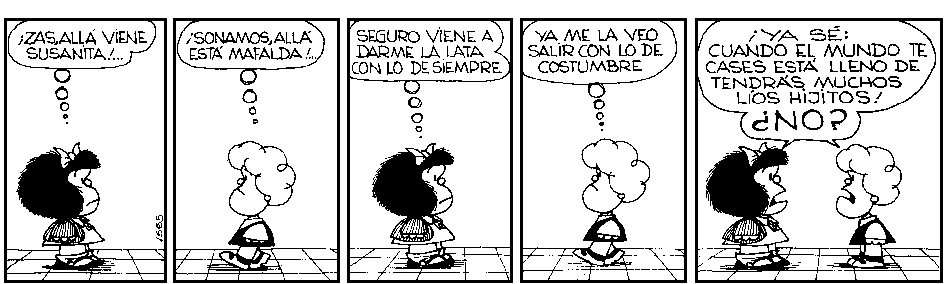 ¡ZAS, ALLÁ VIENE
SUSANITA!...
¡SONAMOS, ALLÁ
ESTÁ MAFALDA!...
SEGURO VIENE A
DARME LA LATA
CON LO DE SIEMPRE
YA ME LA VEO
SALIR CON LO DE
COSTUMBRE
¡YA SÉ:
CUANDO EL MUNDO TE
CASES ESTÁ LLENO DE
TENDRÁS MUCHOS
LÍOS HIJITOS!
¿NO?